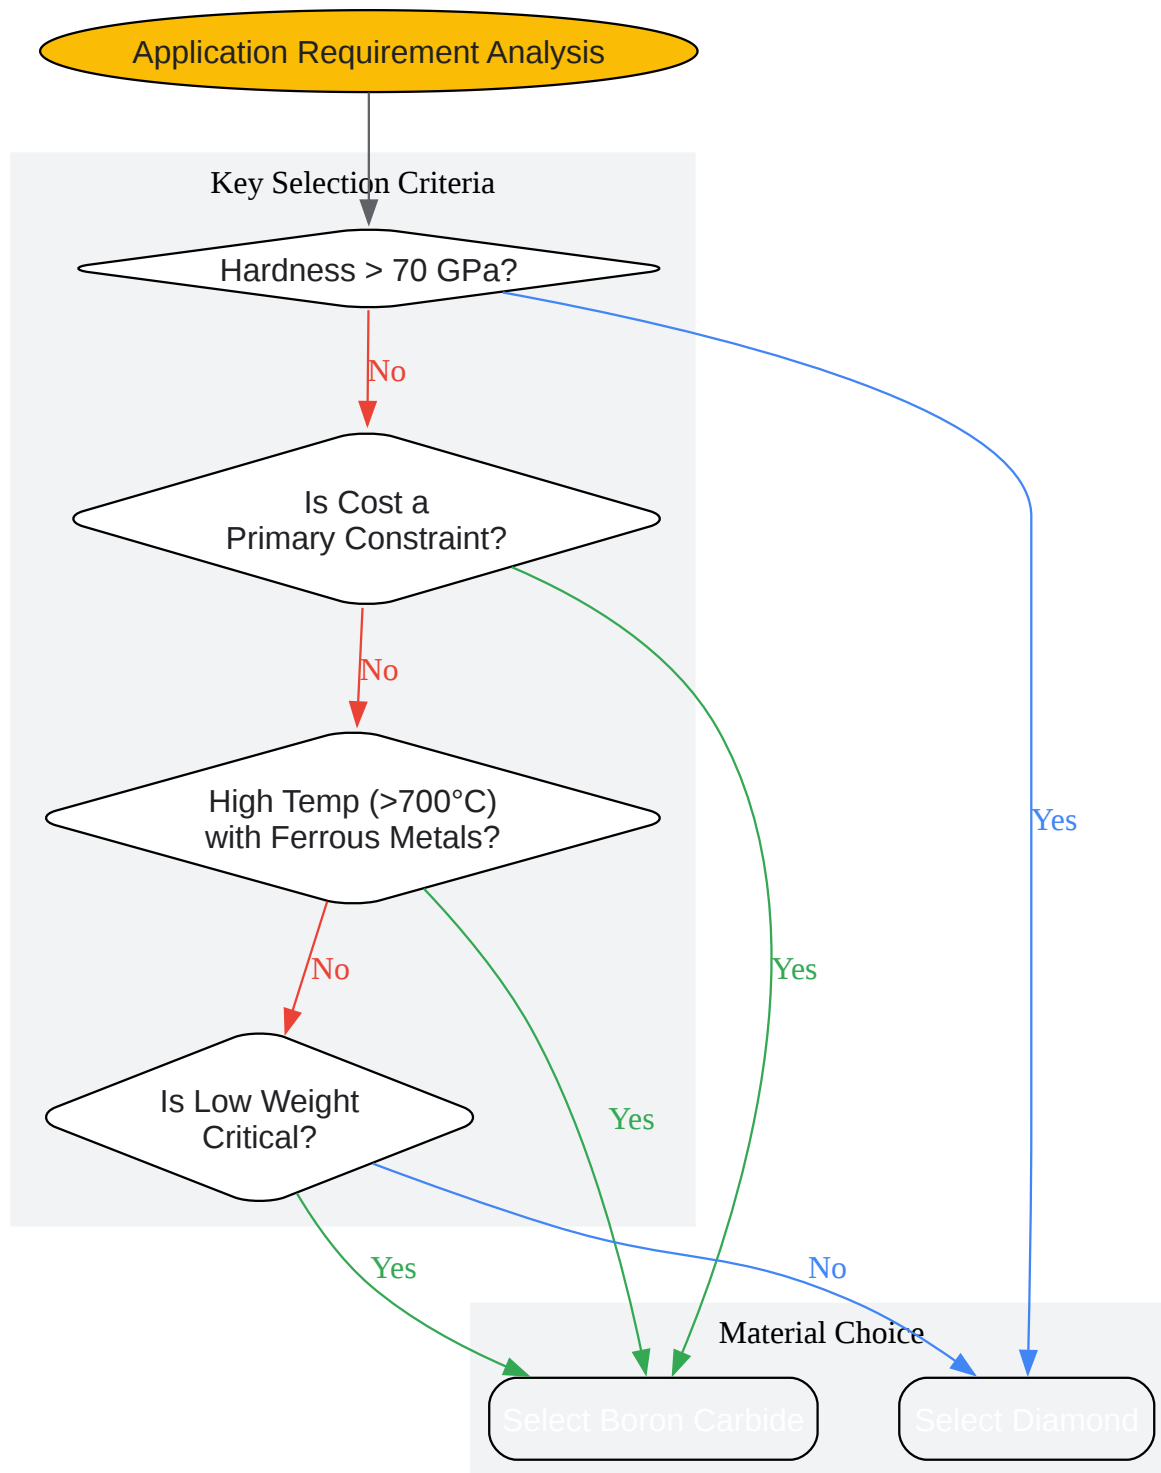 Application Requirement Analysis
Key Selection Criteria
Hardness > 70 GPa?
No
Is Cost a
Primary Constraint?
No
High Temp (>700°C)
with Ferrous Metals?
Yes
No
Yes
Is Low Weight
Critical?
Yes
Yes
No
Material Choice
Select Boron Carbide
Select Diamond